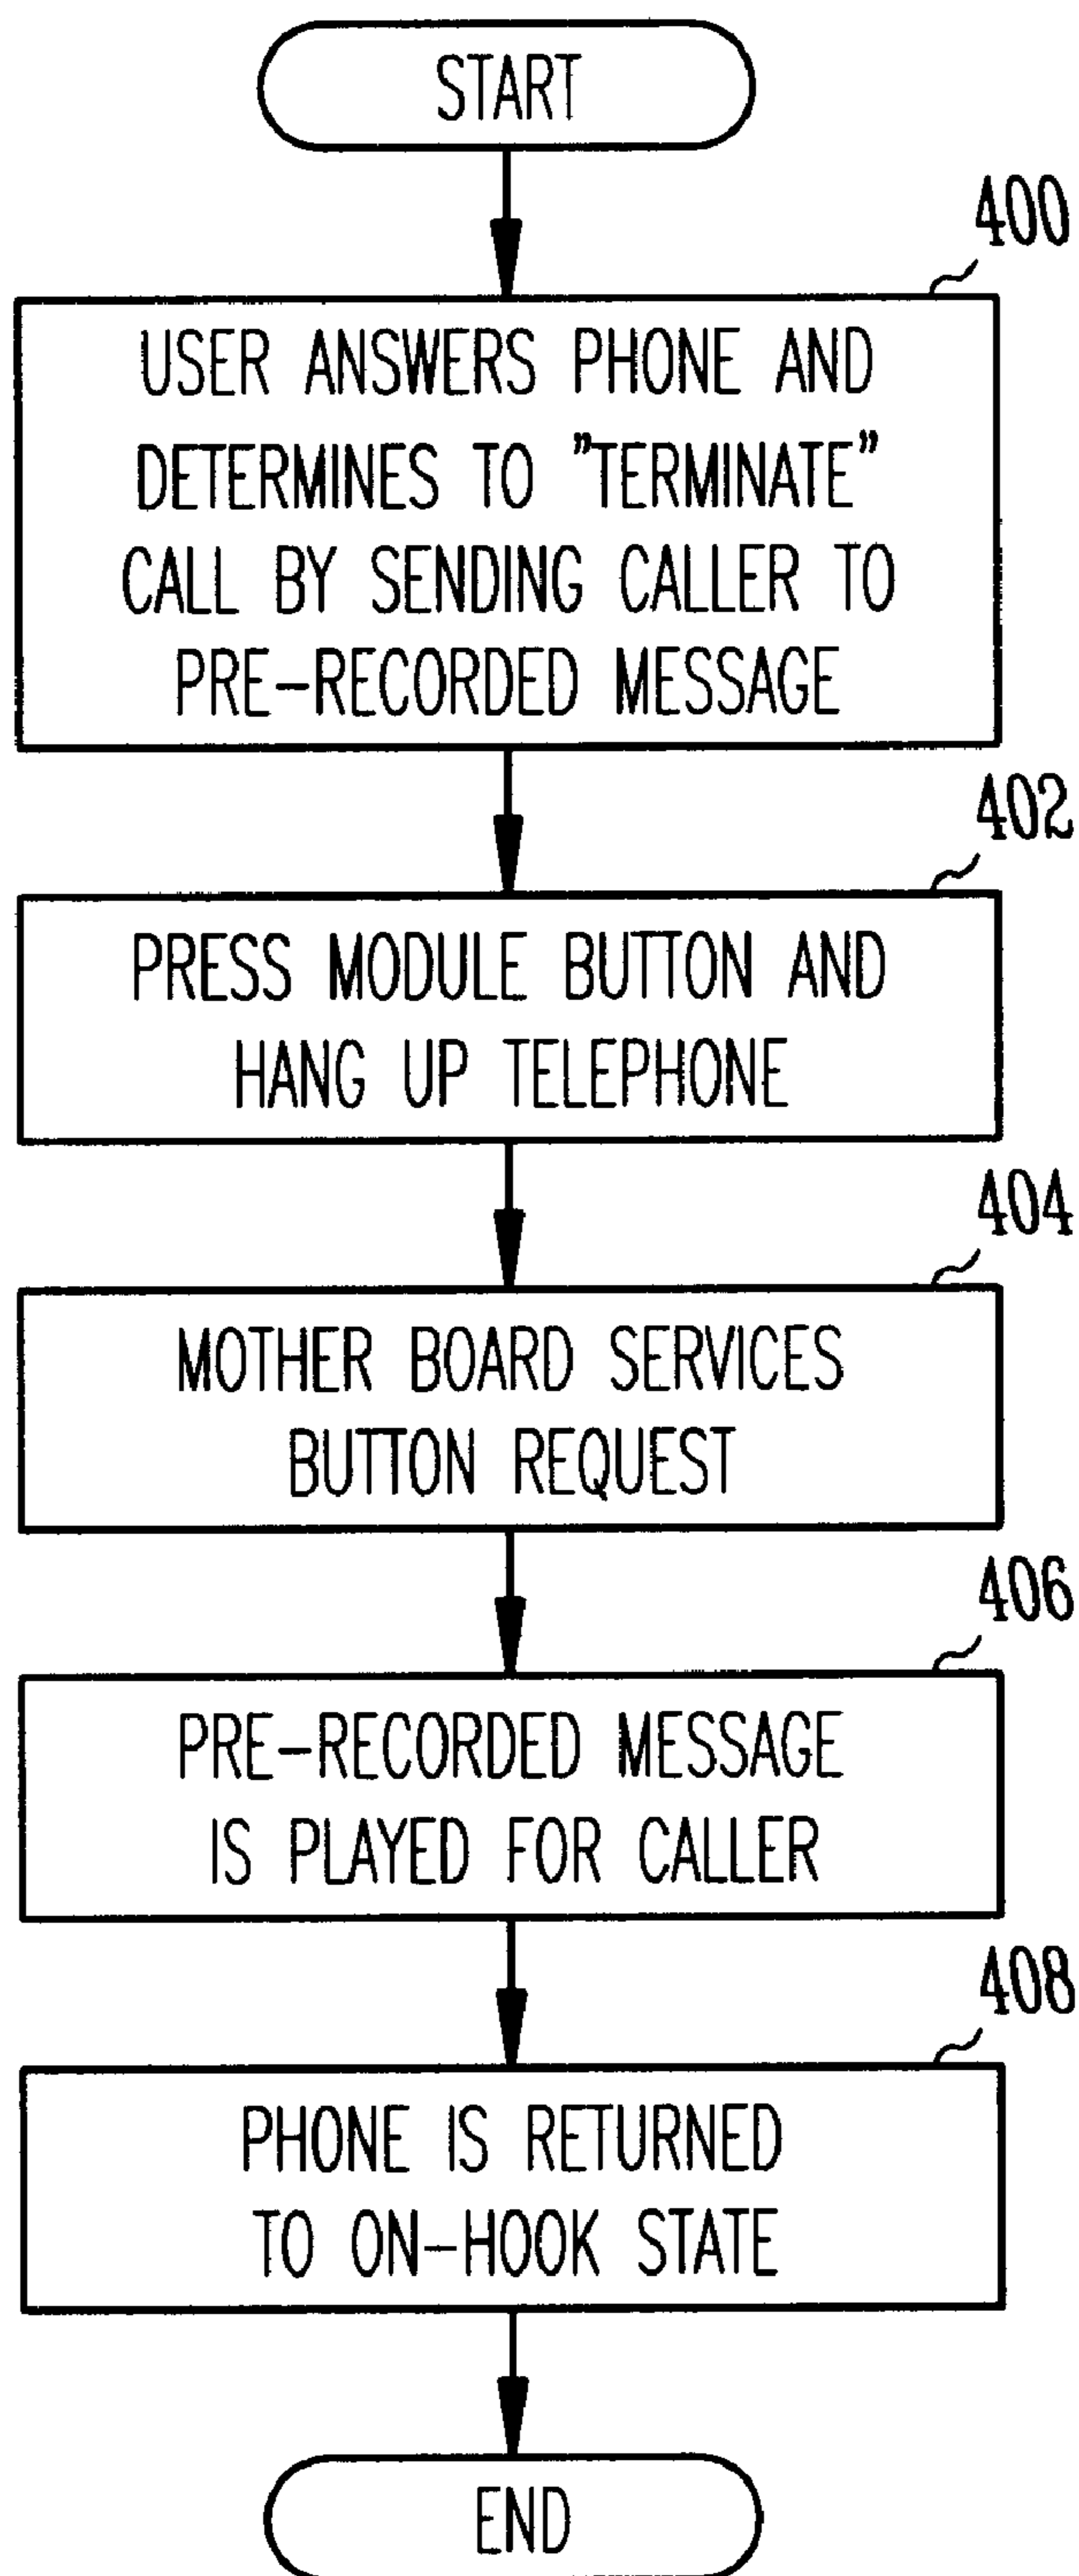 START
400
USER ANSWERS PHONE AND
DETERMINES TO "TERMINATE"
CALL BY SENDING CALLER TO
PRE-RECORDED MESSAGE
402
PRESS MODULE BUTTON AND
HANG UP TELEPHONE
404
MOTHER BOARD SERVICES
BUTTON REQUEST
406
PRE-RECORDED MESSAGE
IS PLAYED FOR CALLER
408
PHONE IS RETURNED
TO ON-HOOK STATE
END